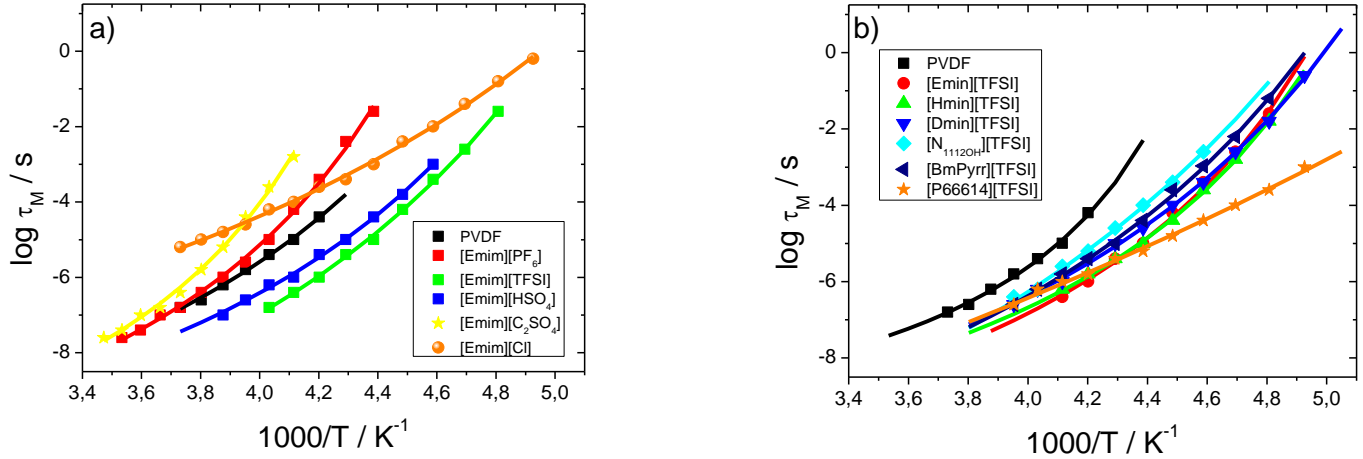 a)
log τM / s
0
-2
-4
-6
-8
PVDF
[Emim][PF6]
[Emim][TFSI]
[Emim][HSO4]
[Emim][C2SO4]
[Emim][Cl]
3,4 3,6 3,8 4,0 4,2 4,4 4,6 4,8 5,0
1000/T / K-1
b)
log τM / s
0
-2
-4
-6
-8
PVDF
[Emin][TFSI]
[Hmin][TFSI]
[Dmin][TFSI]
[N1112OH][TFSI]
[BmPyrr][TFSI]
[P66614][TFSI]
3,4 3,6 3,8 4,0 4,2 4,4 4,6 4,8 5,0
1000/T / K-1